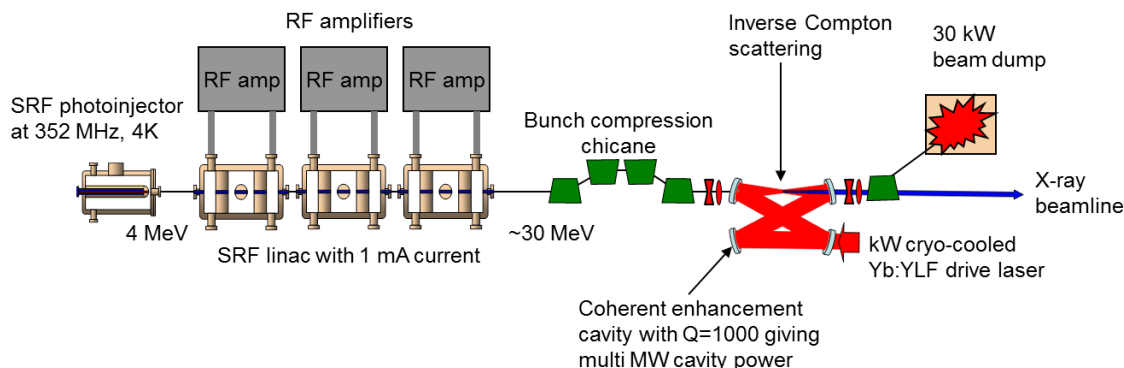 RF amplifiers
RF amp
RF amp
RF amp
SRF photoinjector
at 352 MHz, 4K
4 MeV
SRF linac with 1 mA current
~30 MeV
Bunch compression
chicane
Inverse Compton
scattering
30 kW
beam dump
X-ray
beamline
kW cryo-cooled
Yb:YLF drive laser
Coherent enhancement
cavity with Q=1000 giving
multi MW cavity power